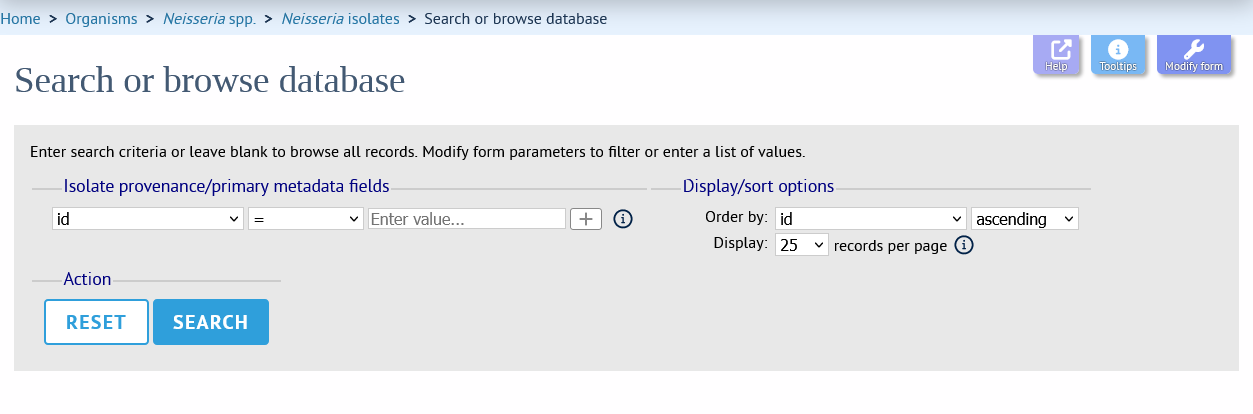 Home > Organisms > Neisseria spp. > Neisseria isolates > Search or browse database
Help
Tooltips
Modify form
Search or browse database
Enter search criteria or leave blank to browse all records. Modify form parameters to filter or enter a list of values.
Isolate provenance/primary metadata fields
id = Enter value... +
Display/sort options
Order by: id ascending
Display: 25 records per page
Action
RESET SEARCH